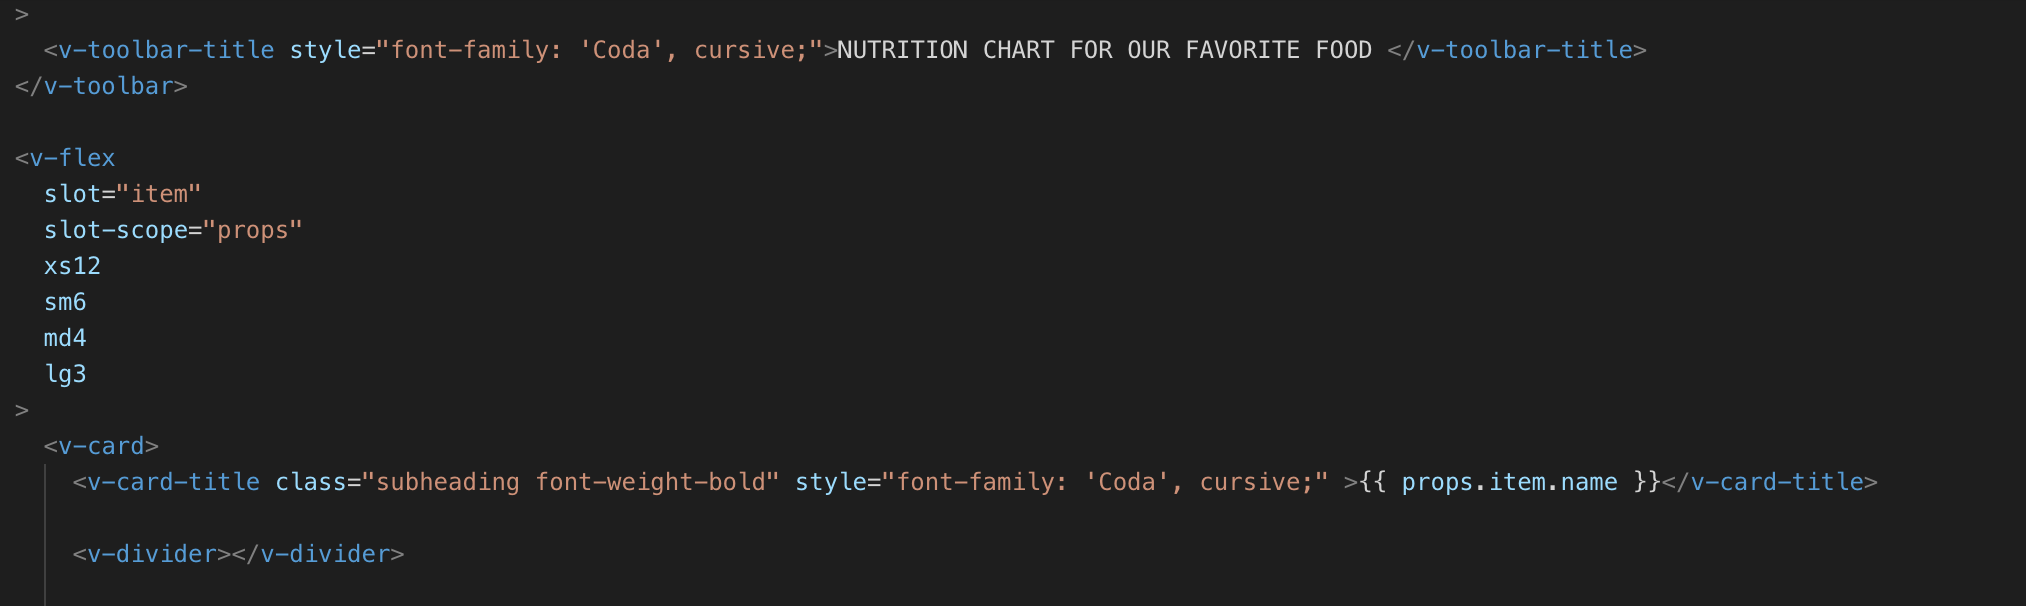 >
<v-toolbar-title style="font-family: 'Coda', cursive;">NUTRITION CHART FOR OUR FAVORITE FOOD </v-toolbar-title>
</v-toolbar>
<v-flex
slot="item"
slot-scope="props"
xs12
sm6
md4
lg3
>
<v-card>
<v-card-title class="subheading font-weight-bold" style="font-family: 'Coda', cursive;" >{{ props.item.name }}</v-card-title>
<v-divider></v-divider>